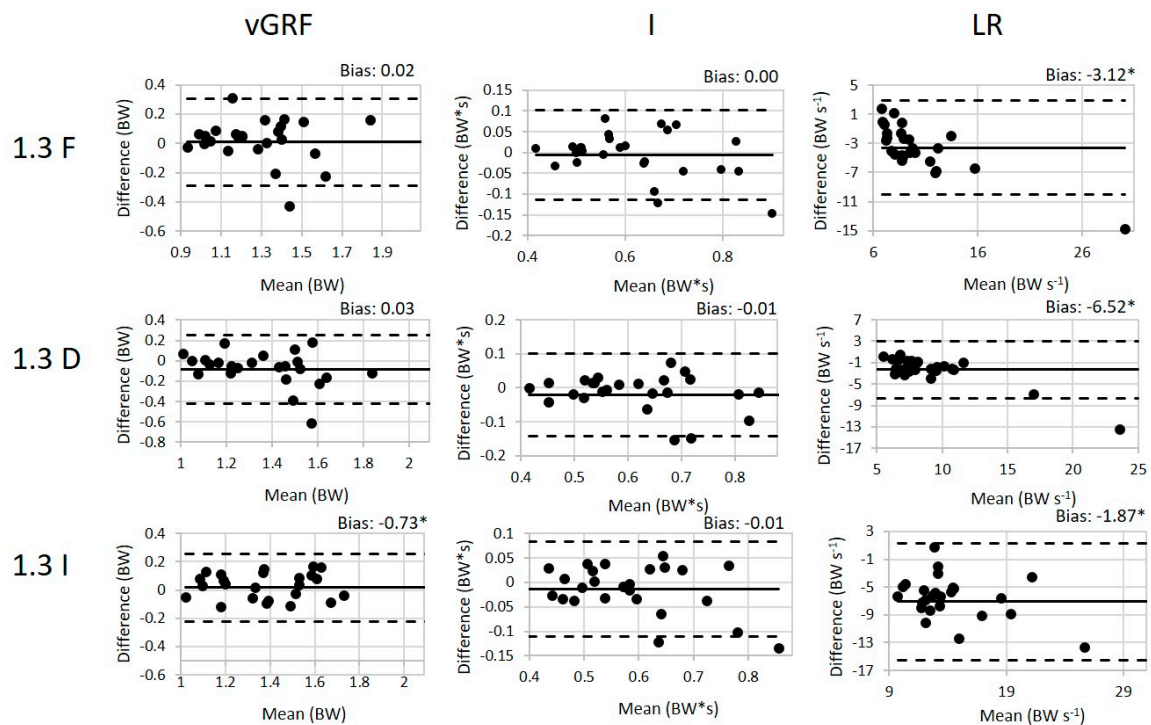 vGRF I LR
1.3 F
Bias: 0.02
Difference (BW)
0.4
0.2
0
-0.2
-0.4
-0.6
0.9 1.1 1.3 1.5 1.7 1.9
Mean (BW)
Bias: 0.00
Difference (BW*s)
0.15
0.1
0.05
0
-0.05
-0.1
-0.15
-0.2
0.4 0.6 0.8
Mean (BW*s)
Bias: -3.12*
Difference (BW s⁻¹)
5
1
-3
-7
-11
-15
6 16 26
Mean (BW s⁻¹)
1.3 D
Bias: 0.03
Difference (BW)
0.4
0.2
0
-0.2
-0.4
-0.6
-0.8
1 1.2 1.4 1.6 1.8 2
Mean (BW)
Bias: -0.01
Difference (BW*s)
0.2
0.1
0
-0.1
-0.2
0.4 0.5 0.6 0.7 0.8 0.9
Mean (BW*s)
Bias: -6.52*
Difference (BW s⁻¹)
7
3
-1
-5
-9
-13
-17
5 10 15 20 25
Mean (BW s⁻¹)
1.3 I
Bias: -0.73*
Difference (BW)
0.4
0.2
0
-0.2
-0.4
-0.6
1 1.2 1.4 1.6 1.8 2
Mean (BW)
Bias: -0.01
Difference (BW*s)
0.1
0.05
0
-0.05
-0.1
-0.15
0.4 0.5 0.6 0.7 0.8
Mean (BW*s)
Bias: -1.87*
Difference (BW s⁻¹)
3
-1
-5
-9
-13
-17
9 19 29
Mean (BW s⁻¹)